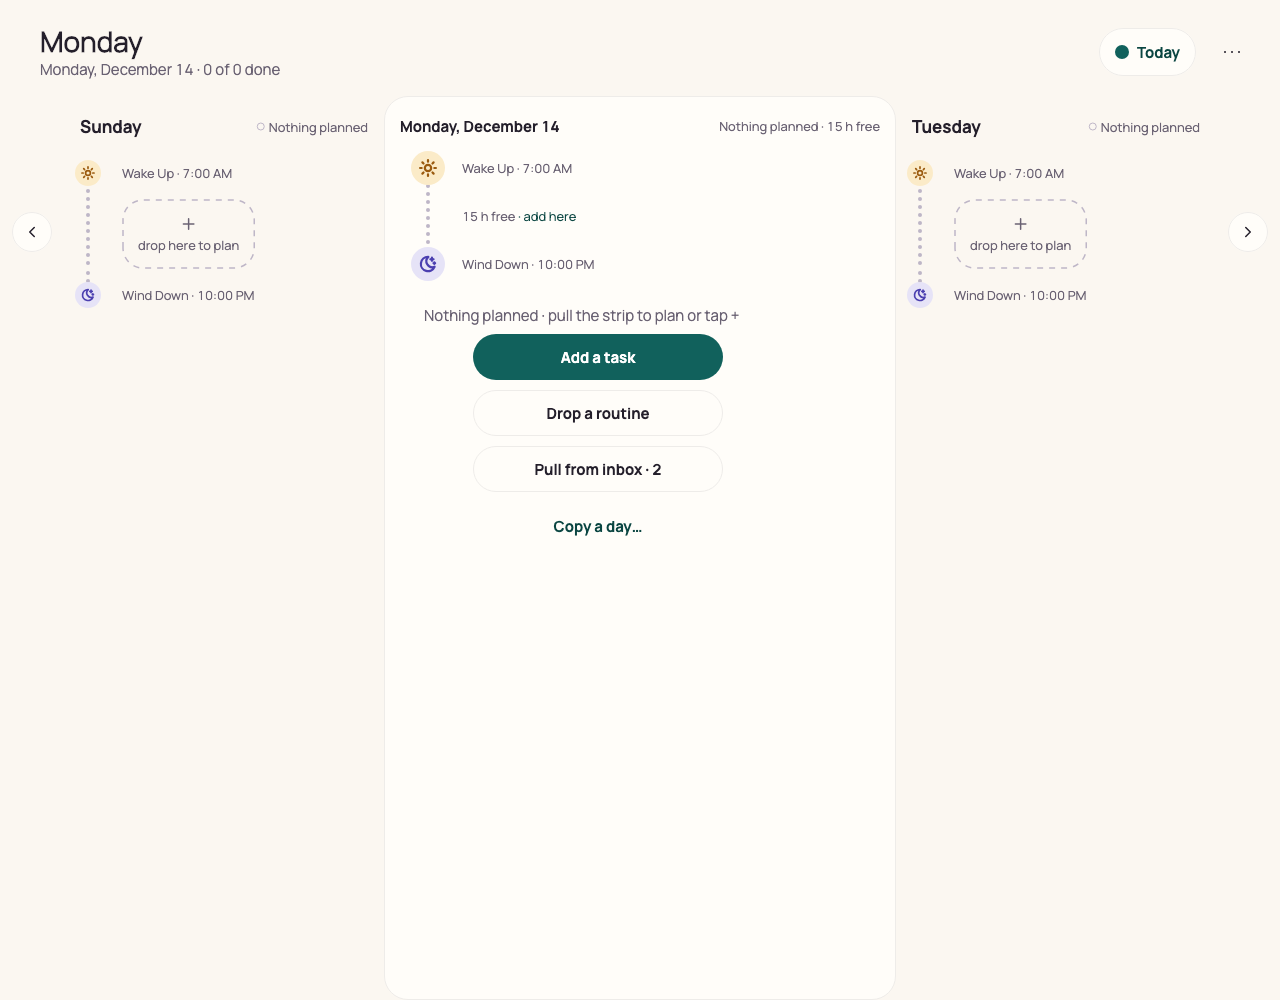 Monday
Monday, December 14 · 0 of 0 done
Today
Sunday
Nothing planned
Wake Up · 7:00 AM
+
drop here to plan
Wind Down · 10:00 PM
Monday, December 14
Nothing planned · 15 h free
Wake Up · 7:00 AM
15 h free · add here
Wind Down · 10:00 PM
Nothing planned · pull the strip to plan or tap +
Add a task
Drop a routine
Pull from inbox · 2
Copy a day...
Tuesday
Nothing planned
Wake Up · 7:00 AM
+
drop here to plan
Wind Down · 10:00 PM